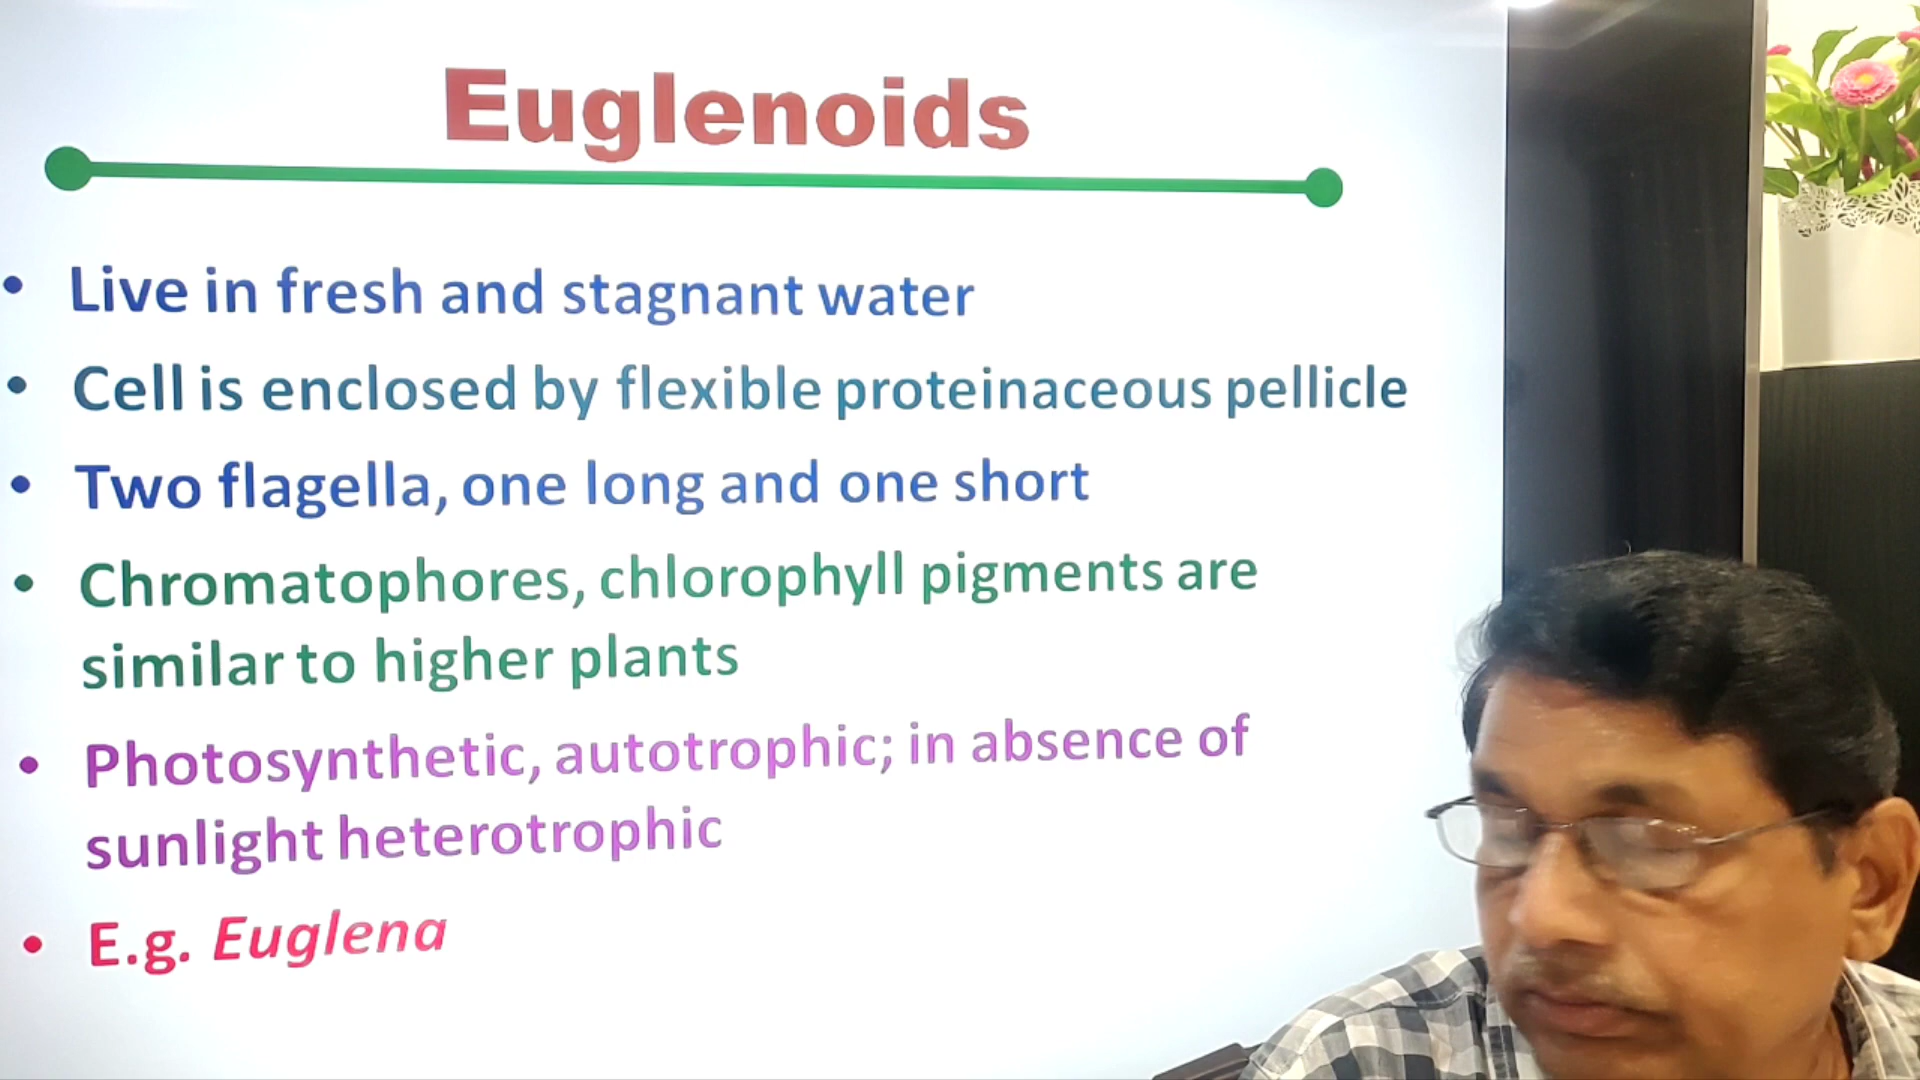 Euglenoids
• Live in fresh and stagnant water
• Cell is enclosed by flexible proteinaceous pellicle
• Two flagella, one long and one short
• Chromatophores, chlorophyll pigments are
similar to higher plants
• Photosynthetic, autotrophic; in absence of
sunlight heterotrophic
• E.g. Euglena